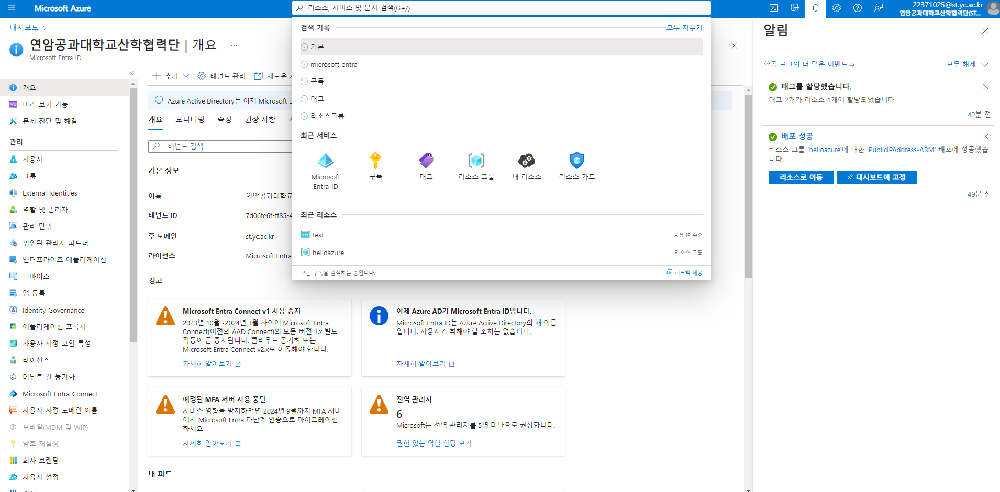 Microsoft Azure
리소스, 서비스 및 문서 검색(G+/)
22371025@st.yc.ac.kr
연암공과대학교산학협력단(ST....
대시보드
연암공과대학교산학협력단 | 개요
...
Microsoft Entra ID
개요
미리 보기 기능
문제 진단 및 해결
관리
사용자
그룹
External Identities
역할 및 관리자
관리 단위
위임된 관리자 파트너
엔터프라이즈 애플리케이션
디바이스
앱 등록
Identity Governance
애플리케이션 프록시
사용자 지정 보안 특성
라이선스
테넌트 간 동기화
Microsoft Entra Connect
사용자 지정 도메인 이름
모바일(MDM 및 WIP)
암호 재설정
회사 브랜딩
사용자 설정
추가
테넌트 관리
새로운
Azure Active Directory는 이제 Microsoft E
개요
모니터링
속성
권장 사항
테넌트 검색
기본 정보
이름
연암공과대학교
테넌트 ID
7d06fe6f-ff85-4
주 도메인
st.yc.ac.kr
라이선스
Microsoft Entra
경고
Microsoft Entra Connect v1 사용 중지
2023년 10월~2024년 3월 사이에 Microsoft Entra
Connect(이전의 AAD Connect)의 모든 버전 1.x 빌드
작동이 곧 중지됩니다. 클라우드 동기화 또는
Microsoft Entra Connect v2.x로 이동해야 합니다.
자세히 알아보기
이제 Azure AD가 Microsoft Entra ID입니다.
Microsoft Entra ID는 Azure Active Directory의 새 이름
입니다. 사용자가 취해야 할 조치는 없습니다.
자세히 알아보기
예정된 MFA 서버 사용 중단
서비스 영향을 방지하려면 2024년 9월까지 MFA 서버
에서 Microsoft Entra 다단계 인증으로 마이그레이션
하세요.
자세히 알아보기
전역 관리자
6
Microsoft는 전역 관리자를 5명 미만으로 권장합니다.
권한 있는 역할 할당 보기
내 피드
검색 기록
모두 지우기
기본
microsoft entra
구독
태그
리소스그룹
최근 서비스
Microsoft
Entra ID
구독
태그
리소스 그룹
내 리소스
리소스 가드
최근 리소스
test
공용 IP 주소
helloazure
리소스 그룹
모든 구독을 검색하는 중입니다.
피드백 제공
알림
활동 로그의 더 많은 이벤트→
모두 해제
태그를 할당했습니다.
태그 2개가 리소스 1개에 할당되었습니다.
42분 전
배포 성공
리소스 그룹 'helloazure'에 대한 'PublicIPAddress-ARM' 배포에 성공했습
니다.
리소스로 이동
대시보드에 고정
49분 전